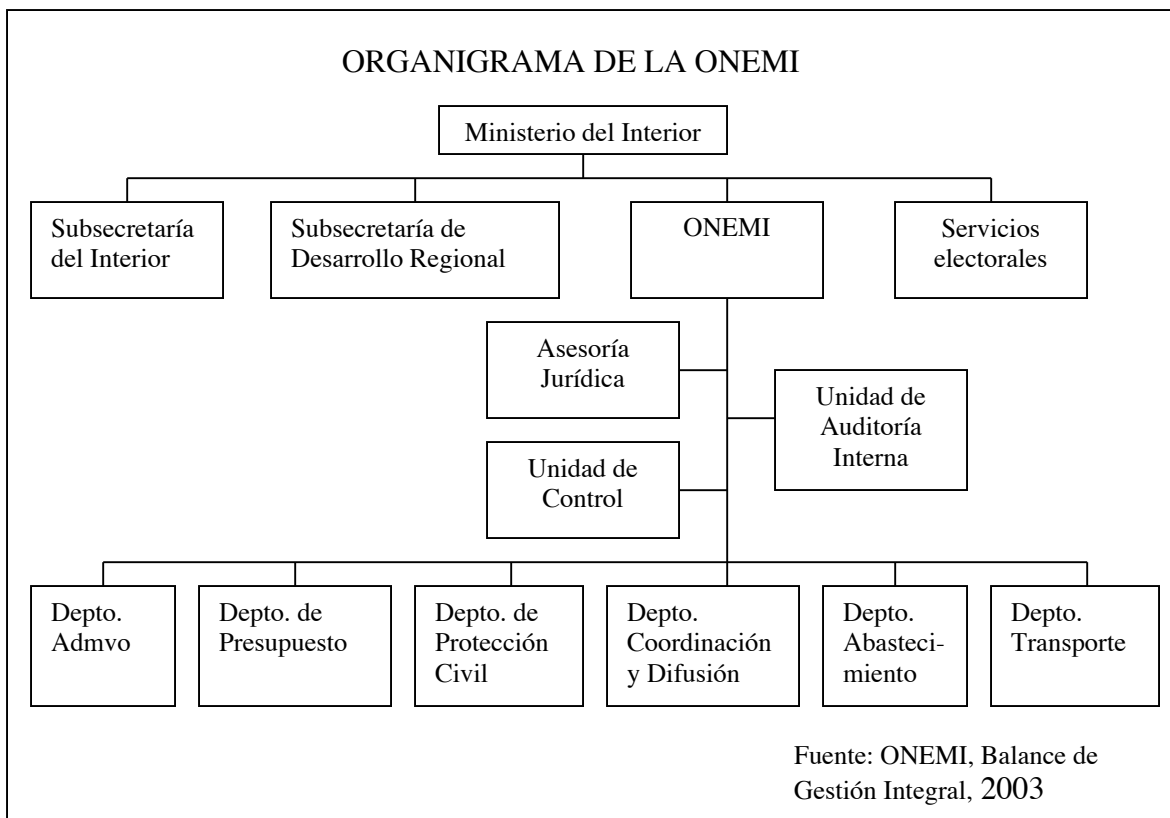 ORGANIGRAMA DE LA ONEMI
Ministerio del Interior
Subsecretaría
del Interior
Subsecretaría de
Desarrollo Regional
ONEMI
Servicios
electorales
Asesoría
Jurídica
Unidad de
Auditoría
Interna
Unidad de
Control
Depto.
Admvo
Depto. de
Presupuesto
Depto. de
Protección
Civil
Depto.
Coordinación
y Difusión
Depto.
Abasteci-
miento
Depto.
Transporte
Fuente: ONEMI, Balance de
Gestión Integral, 2003